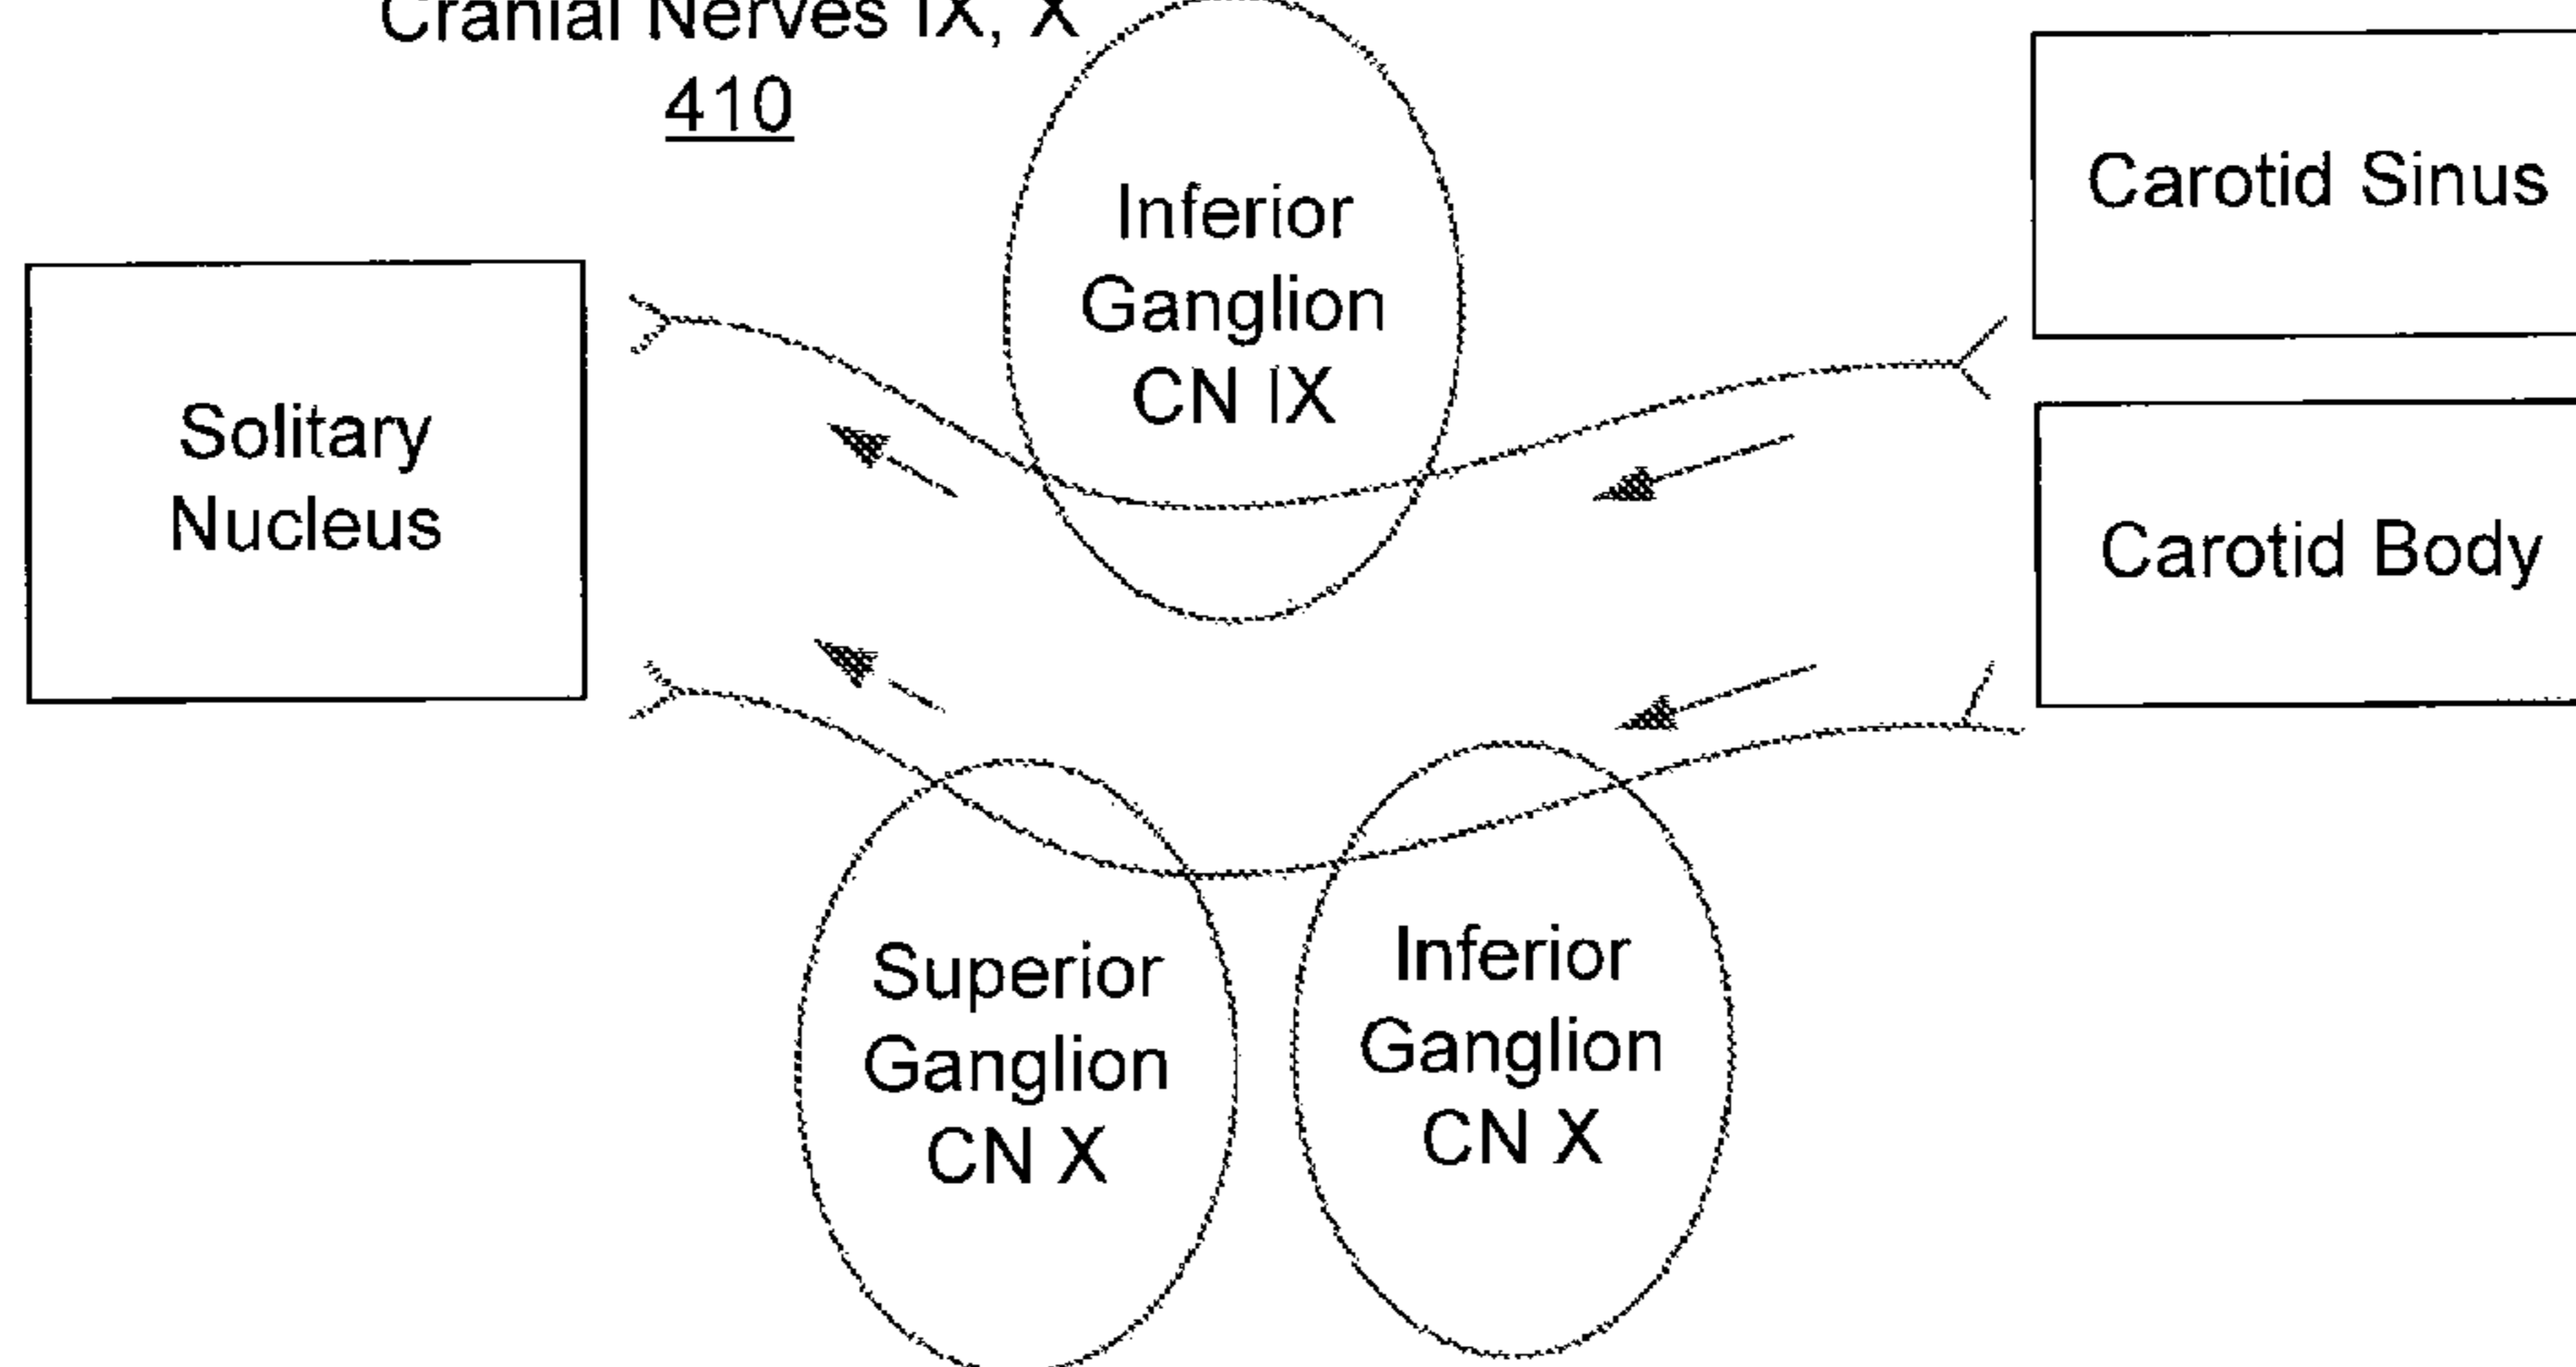 Cranial Nerves IX, X
410
Inferior
Ganglion
CN IX
Carotid Sinus
Solitary
Nucleus
Carotid Body
Superior
Ganglion
CN X
Inferior
Ganglion
CN X